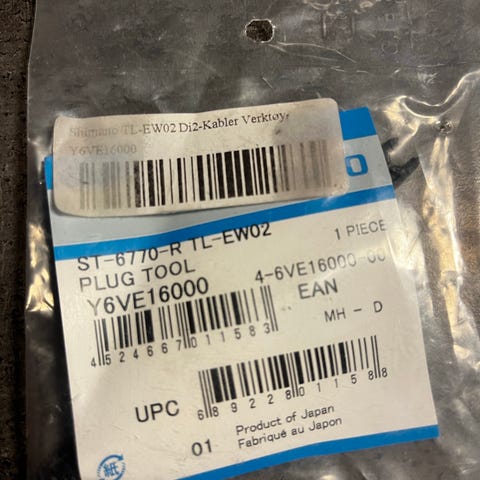 Shimano TL-EW02 Di2-Kabler Verktøy
Y6VE16000
O
ST-6770-R TL-EW02
PLUG TOOL
1 PIECE
Y6VE16000
4-6VE16000-00
EAN
4 524667 011583
MH - D
UPC
6 89228 01158 8
01
Product of Japan
Fabriqué au Japon
紙